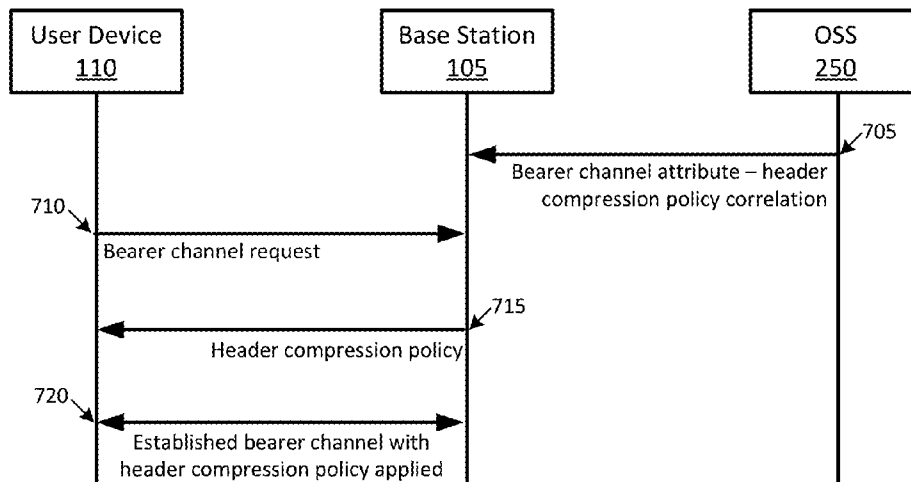 User Device
110
Base Station
105
OSS
250
705
Bearer channel attribute – header
compression policy correlation
710
Bearer channel request
715
Header compression policy
720
Established bearer channel with
header compression policy applied